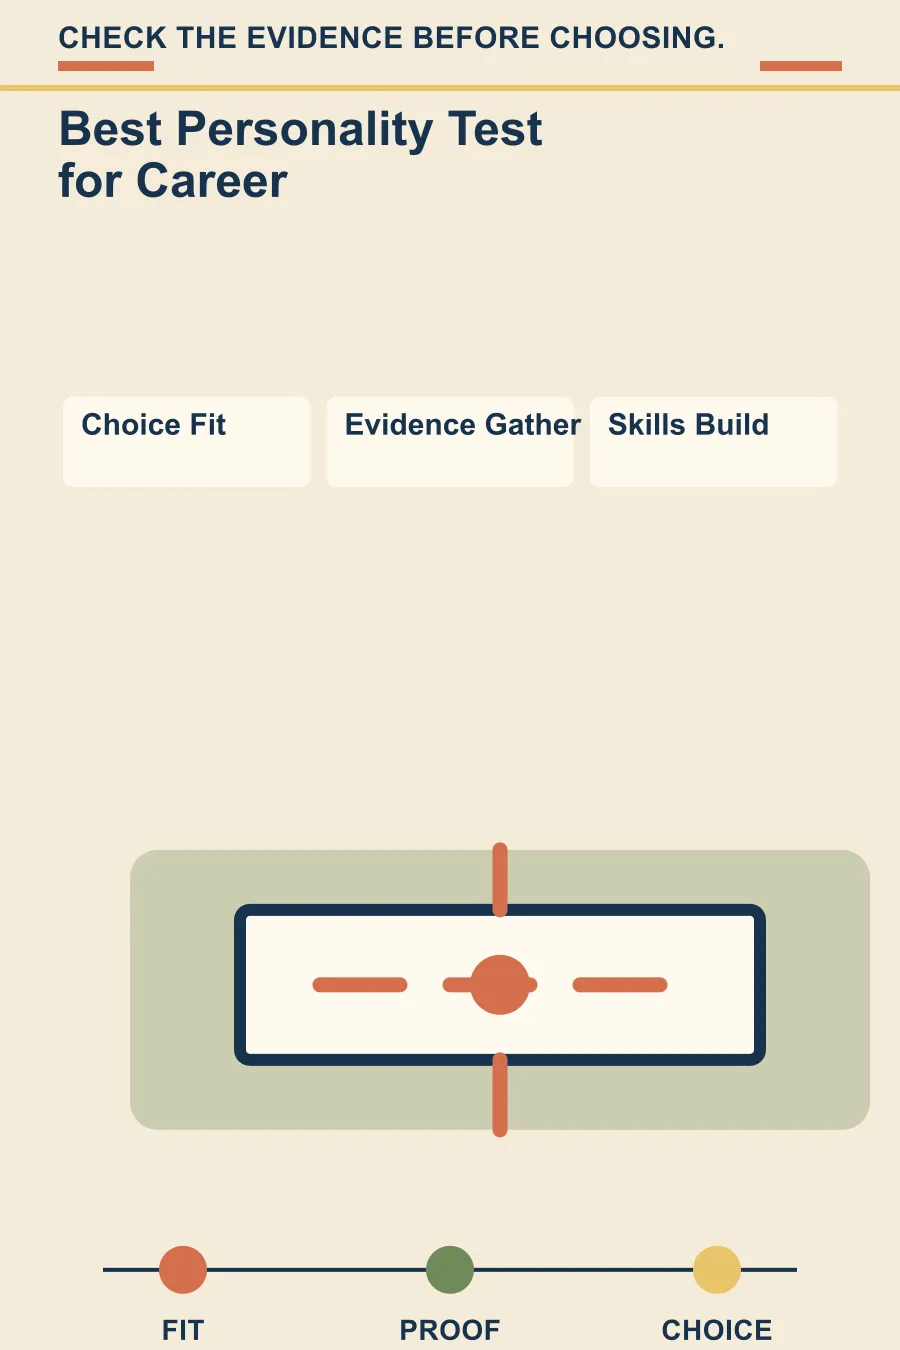 CHECK THE EVIDENCE BEFORE CHOOSING.
Best Personality Test
for Career
Choice Fit
Evidence Gather
Skills Build
FIT
PROOF
CHOICE